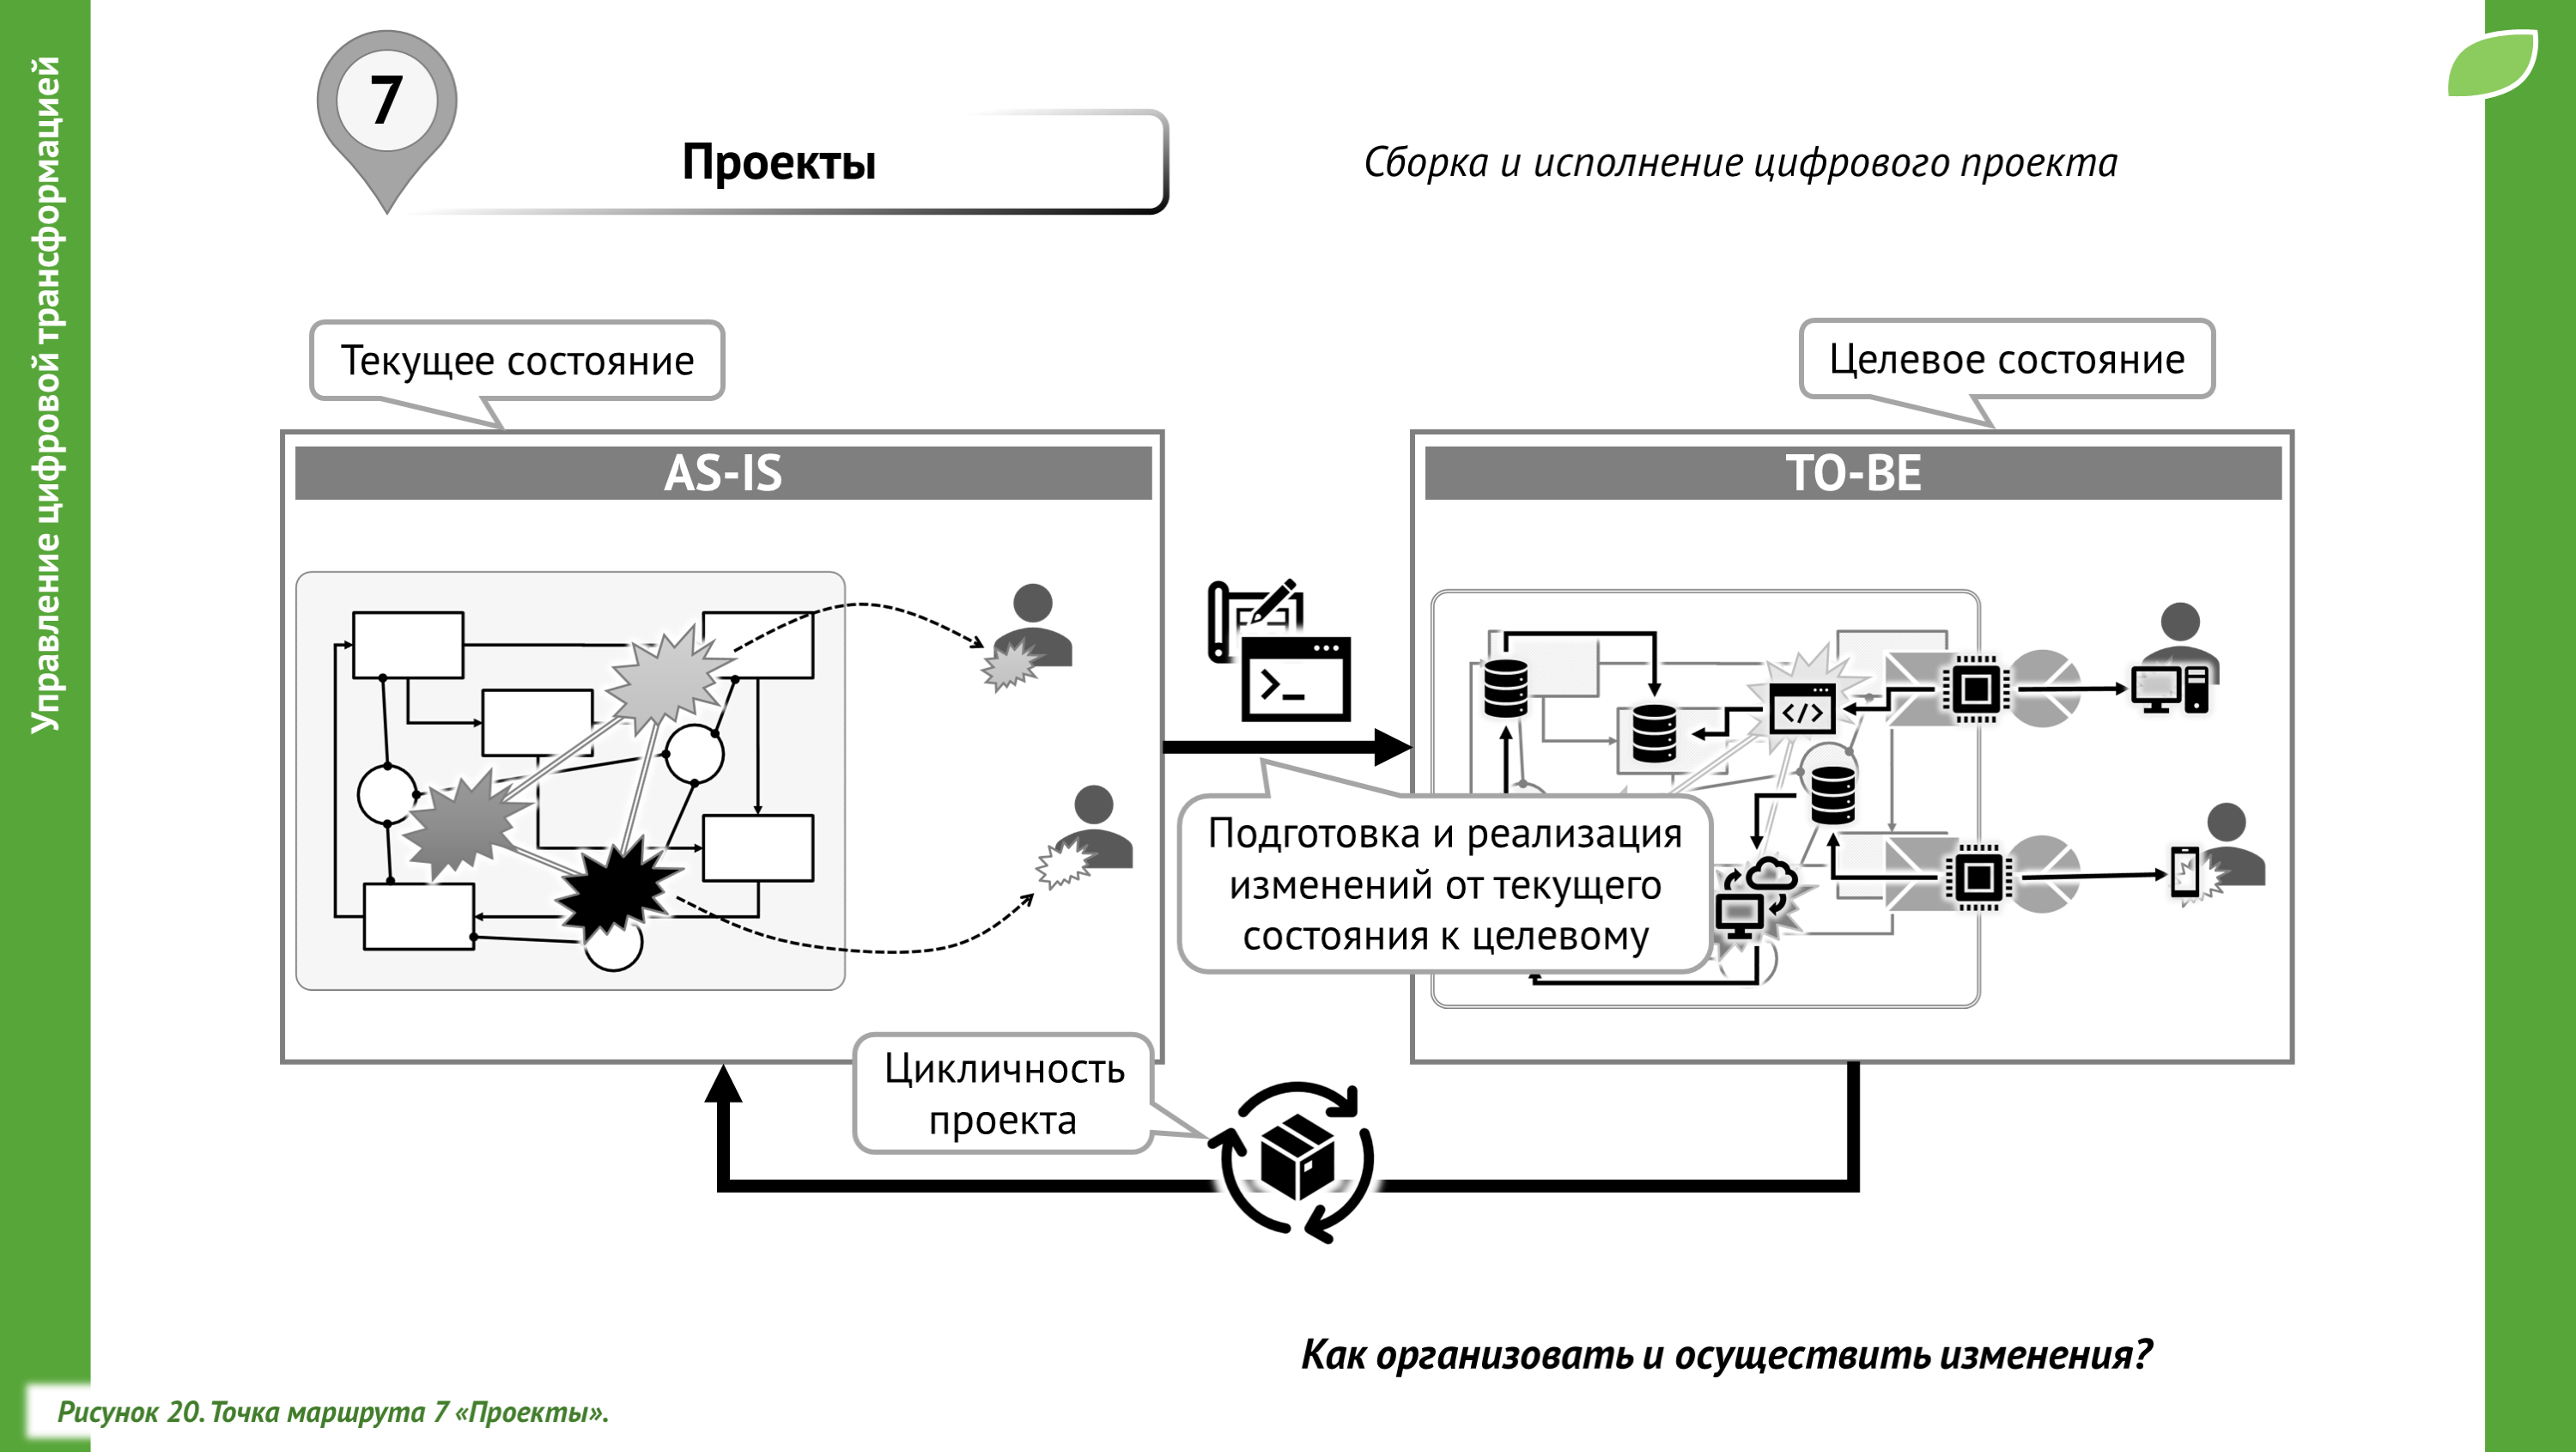 Управление цифровой трансформацией
7
Проекты
Сборка и исполнение цифрового проекта
Текущее состояние
Целевое состояние
AS-IS
TO-BE
>_
</>
Подготовка и реализация
изменений от текущего
состояния к целевому
Цикличность
проекта
Как организовать и осуществить изменения?
Рисунок 20. Точка маршрута 7 «Проекты».